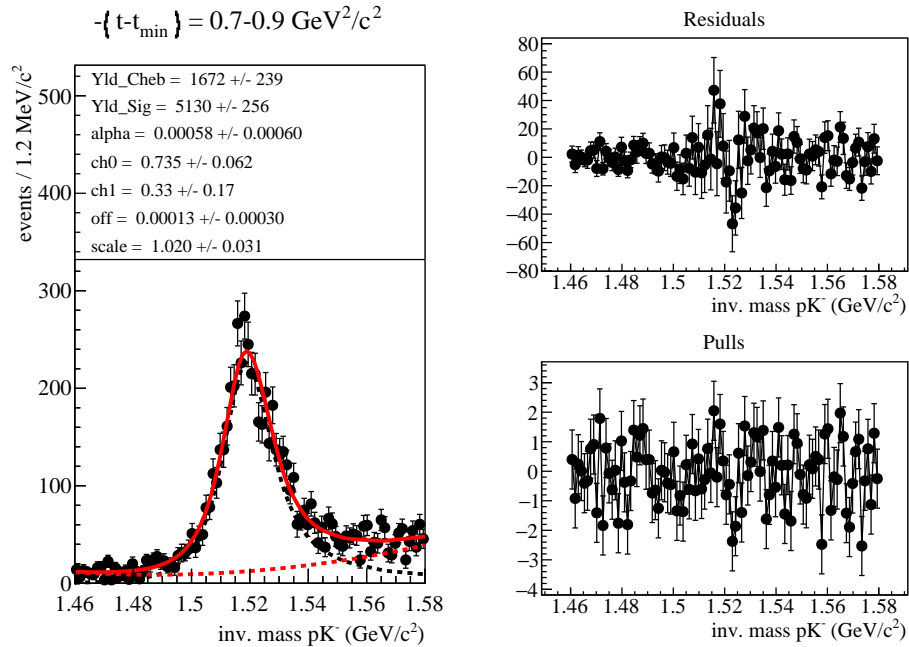 -(t-t_min) = 0.7-0.9 GeV²/c²
Yld_Cheb = 1672 +/- 239
Yld_Sig = 5130 +/- 256
alpha = 0.00058 +/- 0.00060
ch0 = 0.735 +/- 0.062
ch1 = 0.33 +/- 0.17
off = 0.00013 +/- 0.00030
scale = 1.020 +/- 0.031
events / 1.2 MeV/c²
500
400
300
200
100
0
1.46 1.48 1.5 1.52 1.54 1.56 1.58
inv. mass pK⁻ (GeV/c²)
Residuals
80
60
40
20
0
−20
−40
−60
−80
1.46 1.48 1.5 1.52 1.54 1.56 1.58
inv. mass pK⁻ (GeV/c²)
Pulls
3
2
1
0
−1
−2
−3
−4
1.46 1.48 1.5 1.52 1.54 1.56 1.58
inv. mass pK⁻ (GeV/c²)